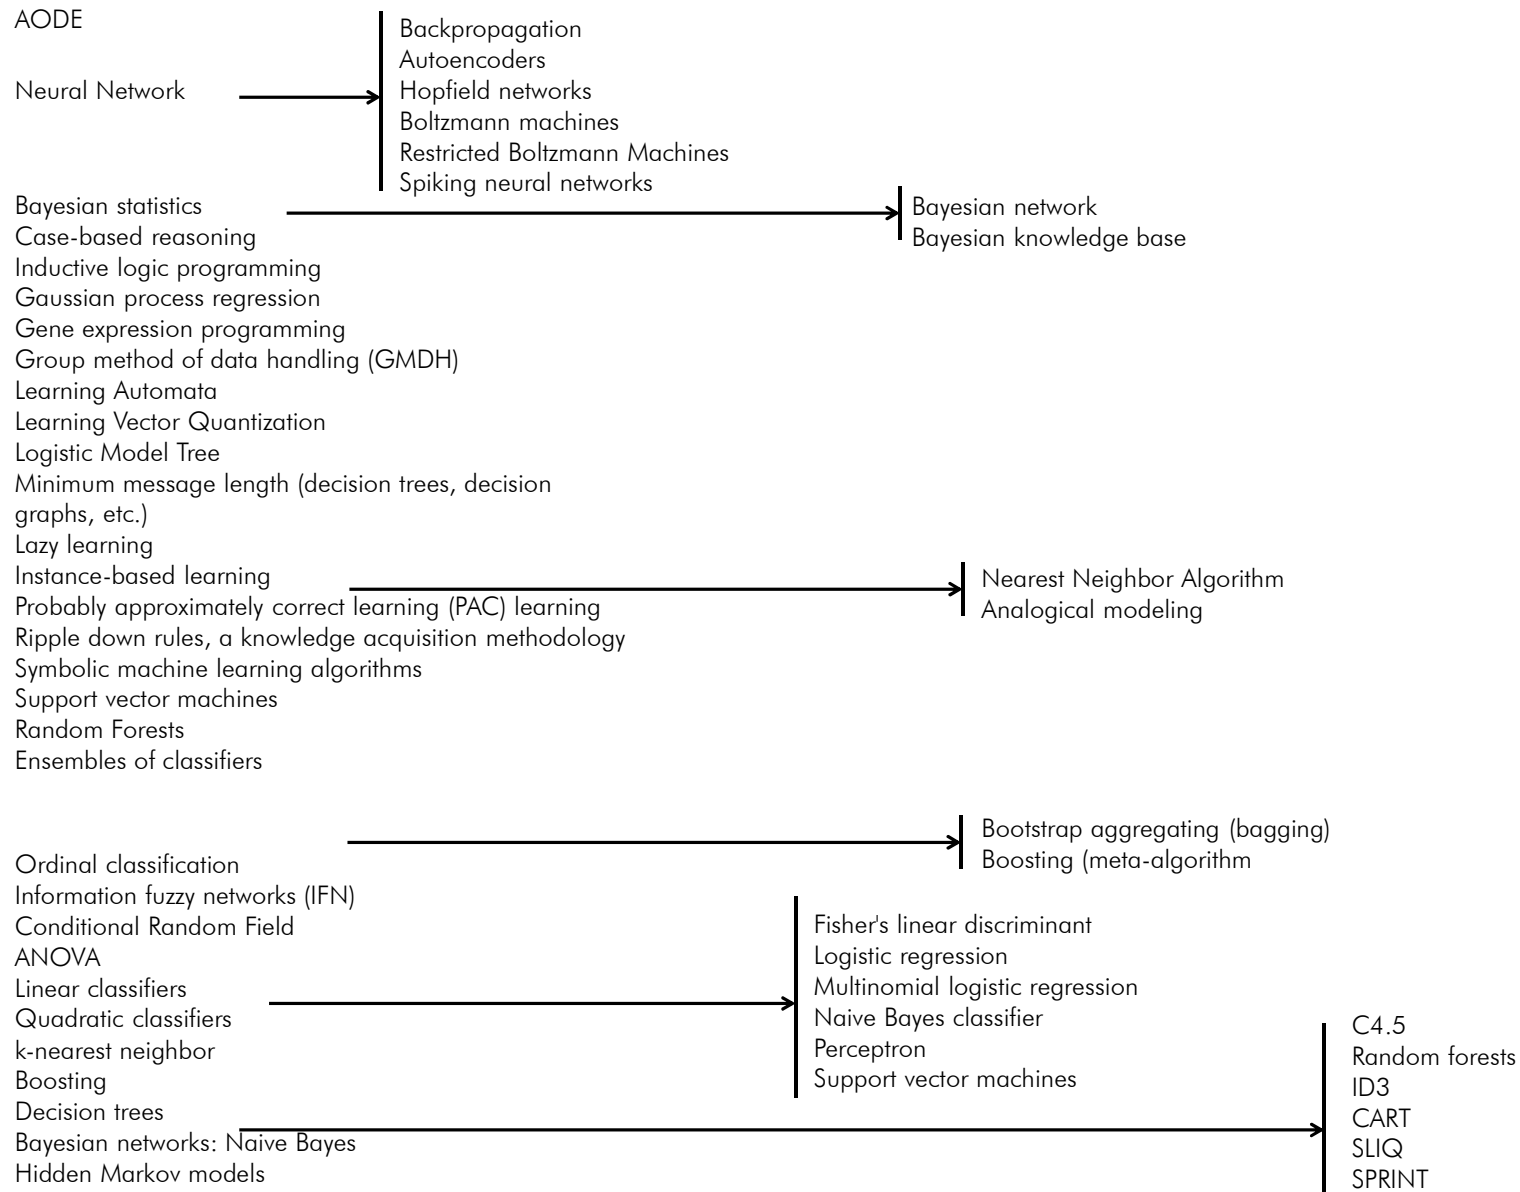 AODE
Neural Network
Backpropagation
Autoencoders
Hopfield networks
Boltzmann machines
Restricted Boltzmann Machines
Spiking neural networks
Bayesian statistics
Bayesian network
Bayesian knowledge base
Case-based reasoning
Inductive logic programming
Gaussian process regression
Gene expression programming
Group method of data handling (GMDH)
Learning Automata
Learning Vector Quantization
Logistic Model Tree
Minimum message length (decision trees, decision
graphs, etc.)
Lazy learning
Instance-based learning
Nearest Neighbor Algorithm
Analogical modeling
Probably approximately correct learning (PAC) learning
Ripple down rules, a knowledge acquisition methodology
Symbolic machine learning algorithms
Support vector machines
Random Forests
Ensembles of classifiers
Bootstrap aggregating (bagging)
Boosting (meta-algorithm
Ordinal classification
Information fuzzy networks (IFN)
Conditional Random Field
ANOVA
Linear classifiers
Fisher's linear discriminant
Logistic regression
Multinomial logistic regression
Naive Bayes classifier
Perceptron
Support vector machines
Quadratic classifiers
k-nearest neighbor
Boosting
Decision trees
C4.5
Random forests
ID3
CART
SLIQ
SPRINT
Bayesian networks: Naive Bayes
Hidden Markov models